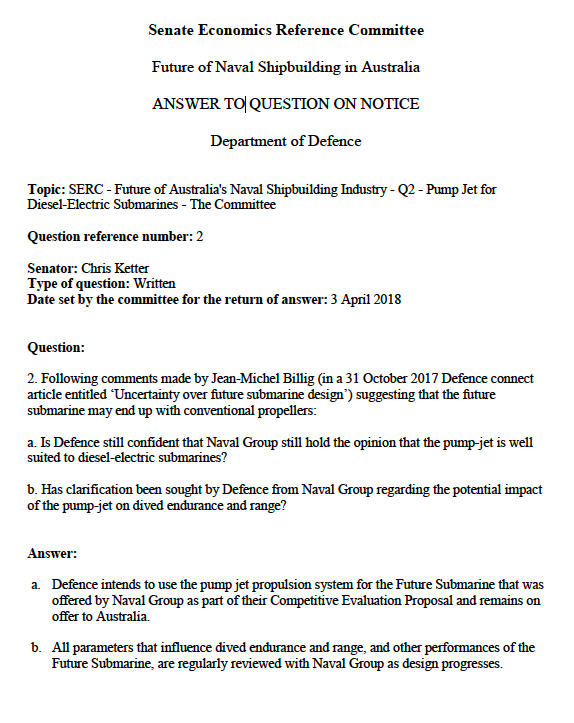 Senate Economics Reference Committee
Future of Naval Shipbuilding in Australia
ANSWER TO QUESTION ON NOTICE
Department of Defence
Topic: SERC - Future of Australia's Naval Shipbuilding Industry - Q2 - Pump Jet for
Diesel-Electric Submarines - The Committee
Question reference number: 2
Senator: Chris Ketter
Type of question: Written
Date set by the committee for the return of answer: 3 April 2018
Question:
2. Following comments made by Jean-Michel Billig (in a 31 October 2017 Defence connect
article entitled ‘Uncertainty over future submarine design’) suggesting that the future
submarine may end up with conventional propellers:
a. Is Defence still confident that Naval Group still hold the opinion that the pump-jet is well
suited to diesel-electric submarines?
b. Has clarification been sought by Defence from Naval Group regarding the potential impact
of the pump-jet on dived endurance and range?
Answer:
a. Defence intends to use the pump jet propulsion system for the Future Submarine that was
offered by Naval Group as part of their Competitive Evaluation Proposal and remains on
offer to Australia.
b. All parameters that influence dived endurance and range, and other performances of the
Future Submarine, are regularly reviewed with Naval Group as design progresses.